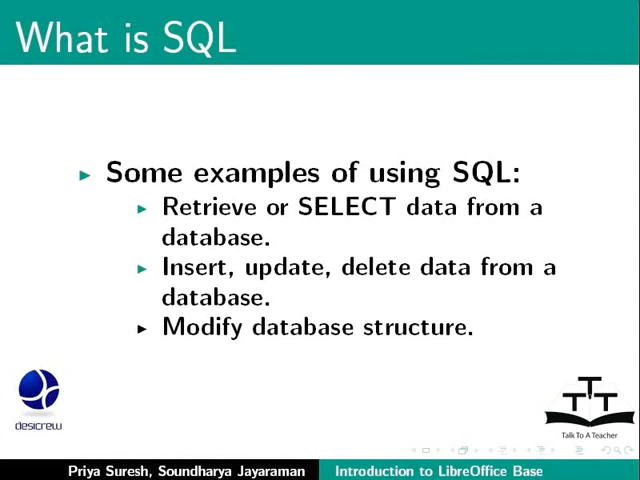 What is SQL
Some examples of using SQL:
Retrieve or SELECT data from a
database.
Insert, update, delete data from a
database.
Modify database structure.
desicrew
TTT
Talk To A Teacher
Priya Suresh, Soundharya Jayaraman
Introduction to LibreOffice Base